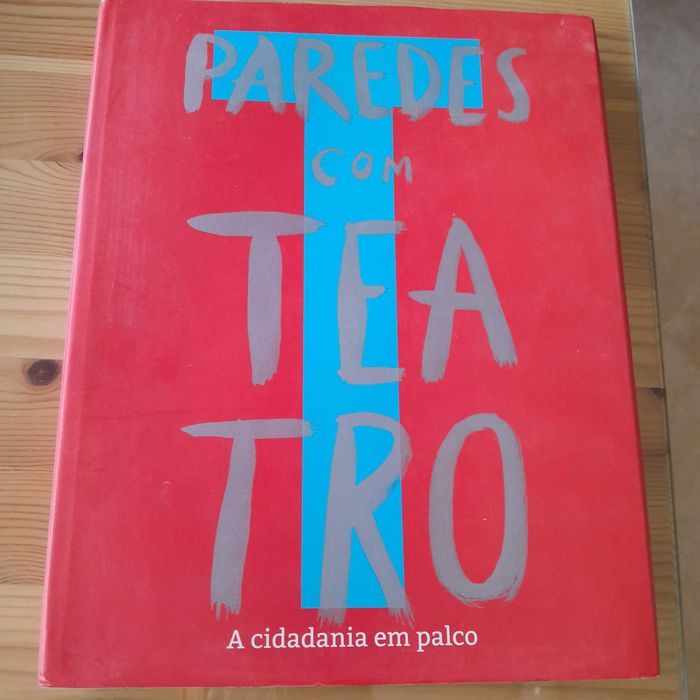 PAREDES
COM
TEA
TRO
A cidadania em palco